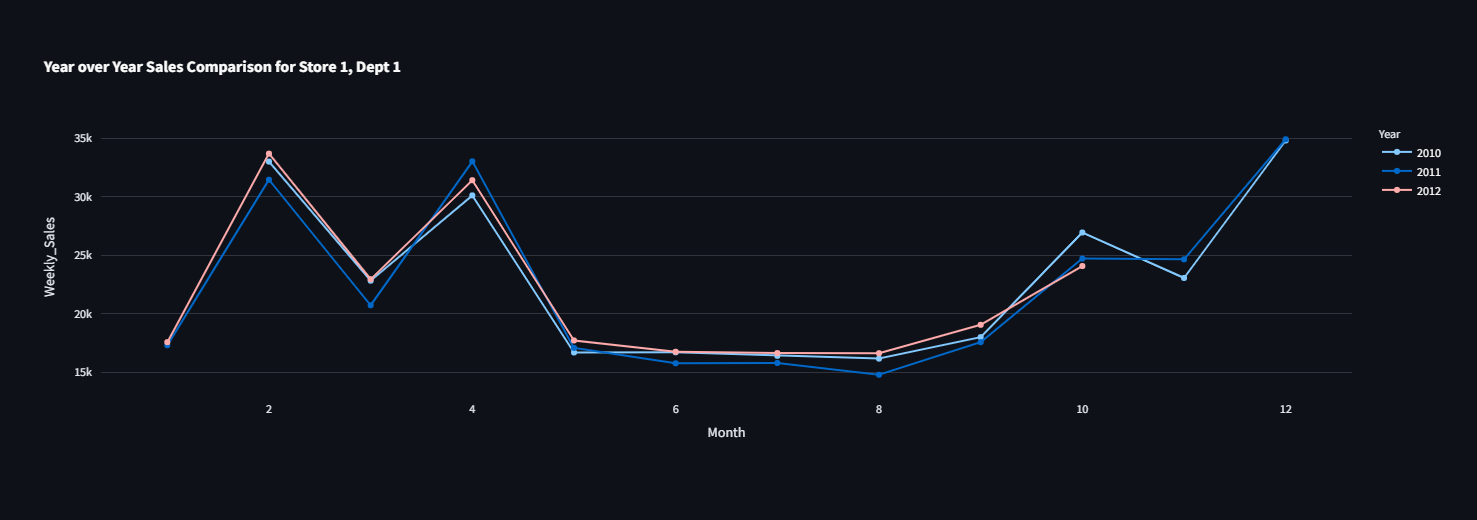 Year over Year Sales Comparison for Store 1, Dept 1
35k
30k
25k
20k
15k
Weekly_Sales
2 4 6 8 10 12
Month
Year
2010
2011
2012